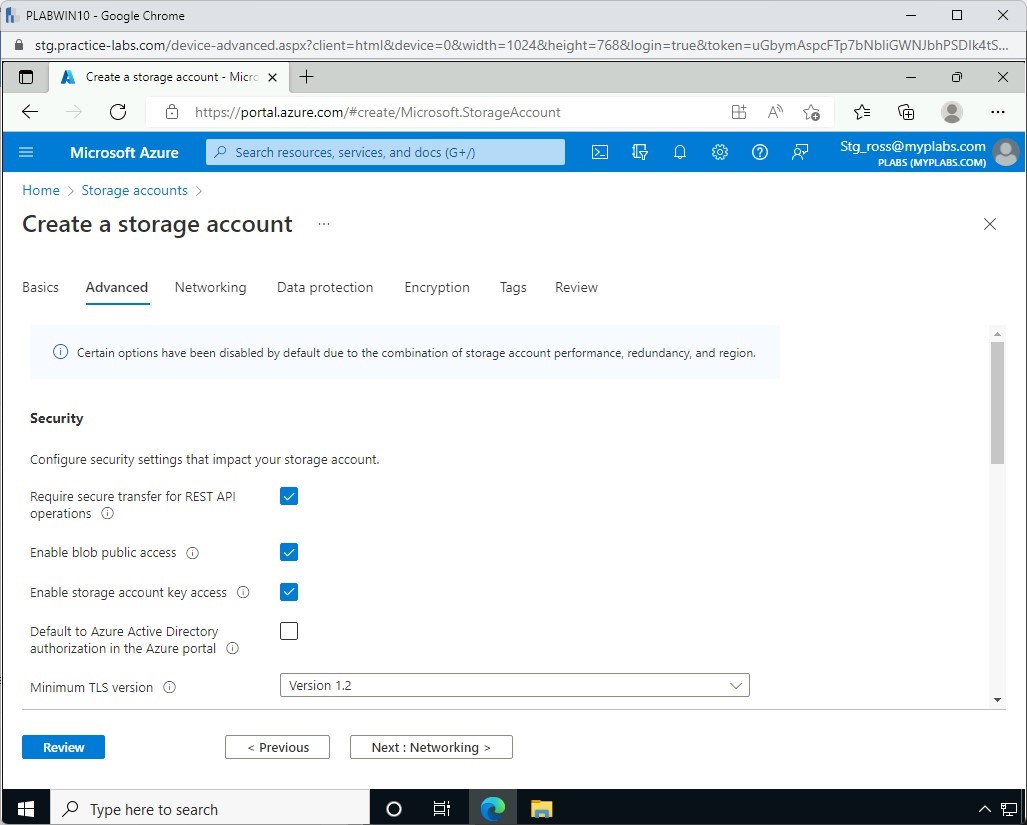 PLABWIN10 - Google Chrome
stg.practice-labs.com/device-advanced.aspx?client=html&device=0&width=1024&height=768&login=true&token=uGbymAspcFTp7bNbliGWNJbhPSDIk4tS...
Create a storage account - Micro
https://portal.azure.com/#create/Microsoft.StorageAccount
Microsoft Azure
Search resources, services, and docs (G+/)
Stg_ross@myplabs.com
PLABS (MYPLABS.COM)
Home > Storage accounts >
Create a storage account ...
Basics Advanced Networking Data protection Encryption Tags Review
Certain options have been disabled by default due to the combination of storage account performance, redundancy, and region.
Security
Configure security settings that impact your storage account.
Require secure transfer for REST API
operations
Enable blob public access
Enable storage account key access
Default to Azure Active Directory
authorization in the Azure portal
Minimum TLS version
Version 1.2
Review
< Previous
Next : Networking >
Type here to search